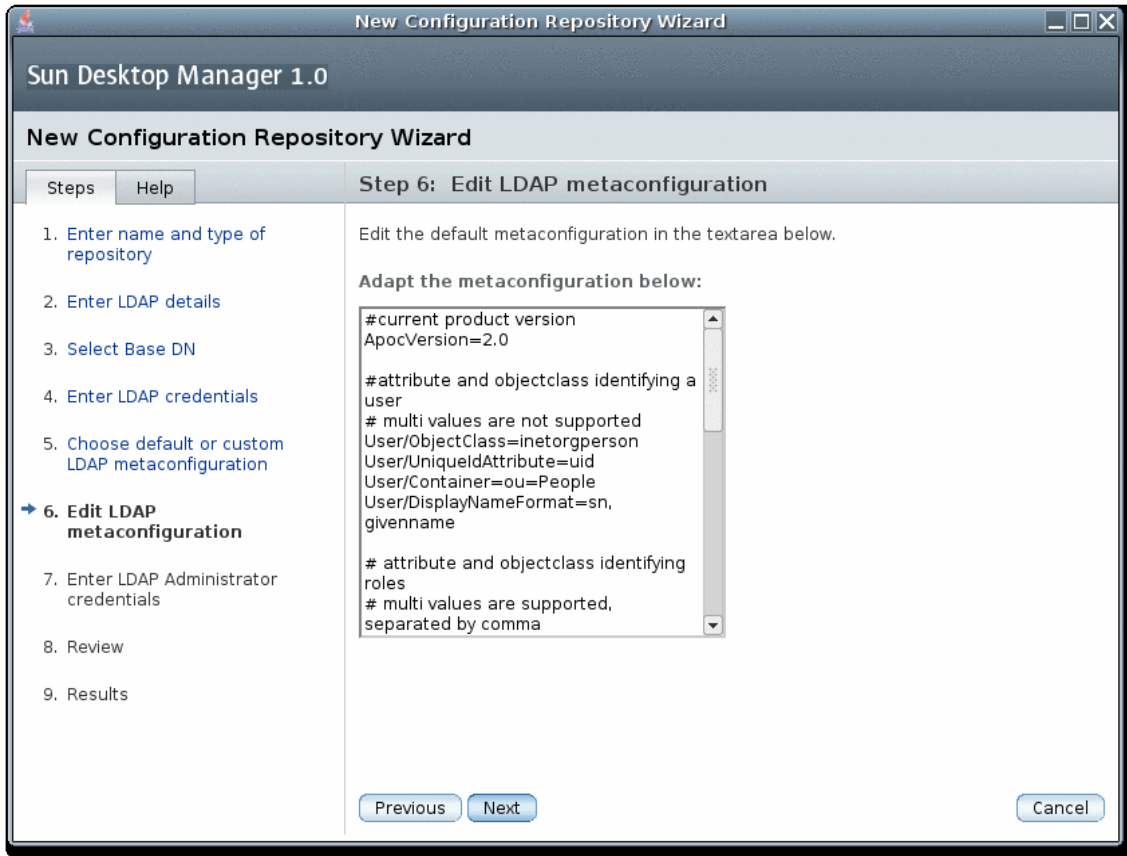 New Configuration Repository Wizard
Sun Desktop Manager 1.0
New Configuration Repository Wizard
Steps
Help
1. Enter name and type of
repository
2. Enter LDAP details
3. Select Base DN
4. Enter LDAP credentials
5. Choose default or custom
LDAP metaconfiguration
6. Edit LDAP
metaconfiguration
7. Enter LDAP Administrator
credentials
8. Review
9. Results
Step 6: Edit LDAP metaconfiguration
Edit the default metaconfiguration in the textarea below.
Adapt the metaconfiguration below:
#current product version
ApocVersion=2.0
#attribute and objectclass identifying a
user
# multi values are not supported
User/ObjectClass=inetorgperson
User/UniqueIdAttribute=uid
User/Container=ou=People
User/DisplayNameFormat=sn,
givenname
# attribute and objectclass identifying
roles
# multi values are supported,
separated by comma
Previous
Next
Cancel